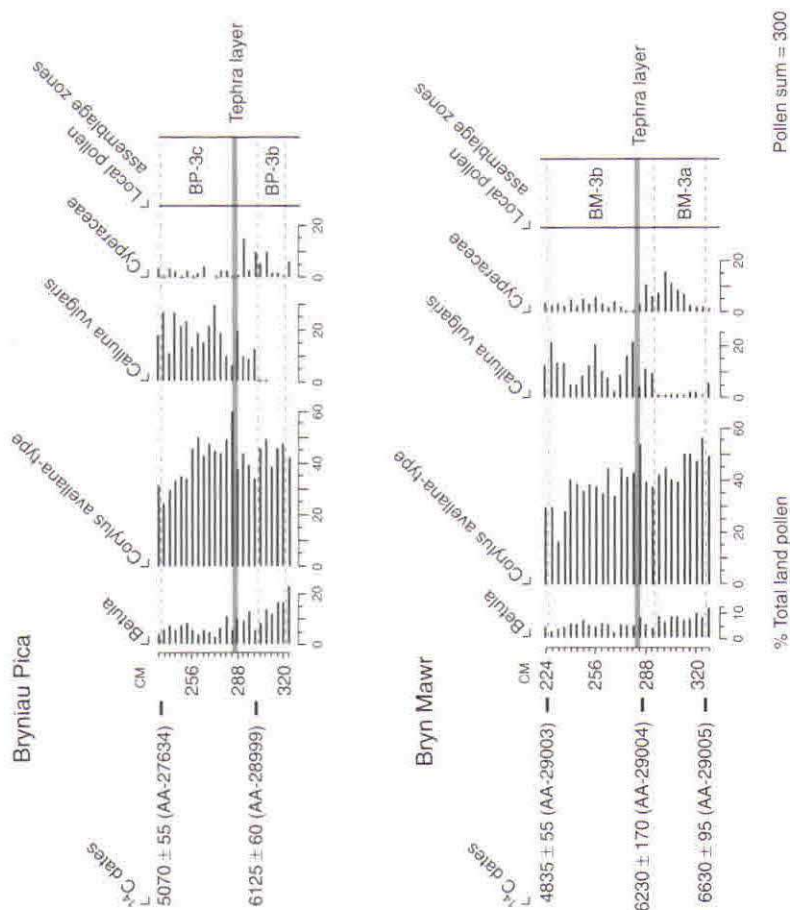 Bryniau Pica
¹⁴C dates
5070 ± 55 (AA-27634)
6125 ± 60 (AA-28999)
CM
256
288
320
Betula
20
Corylus avellana-type
20
40
60
Calluna vulgaris
0
20
Cyperaceae
0
20
Local pollen
assemblage zones
BP-3c
BP-3b
Tephra layer
Bryn Mawr
¹⁴C dates
4835 ± 55 (AA-29003)
6230 ± 170 (AA-29004)
6630 ± 95 (AA-29005)
CM
224
256
288
320
Betula
0
10
Corylus avellana-type
0
20
40
60
Calluna vulgaris
0
20
Cyperaceae
0
20
Local pollen
assemblage zones
BM-3b
BM-3a
Tephra layer
% Total land pollen
Pollen sum = 300